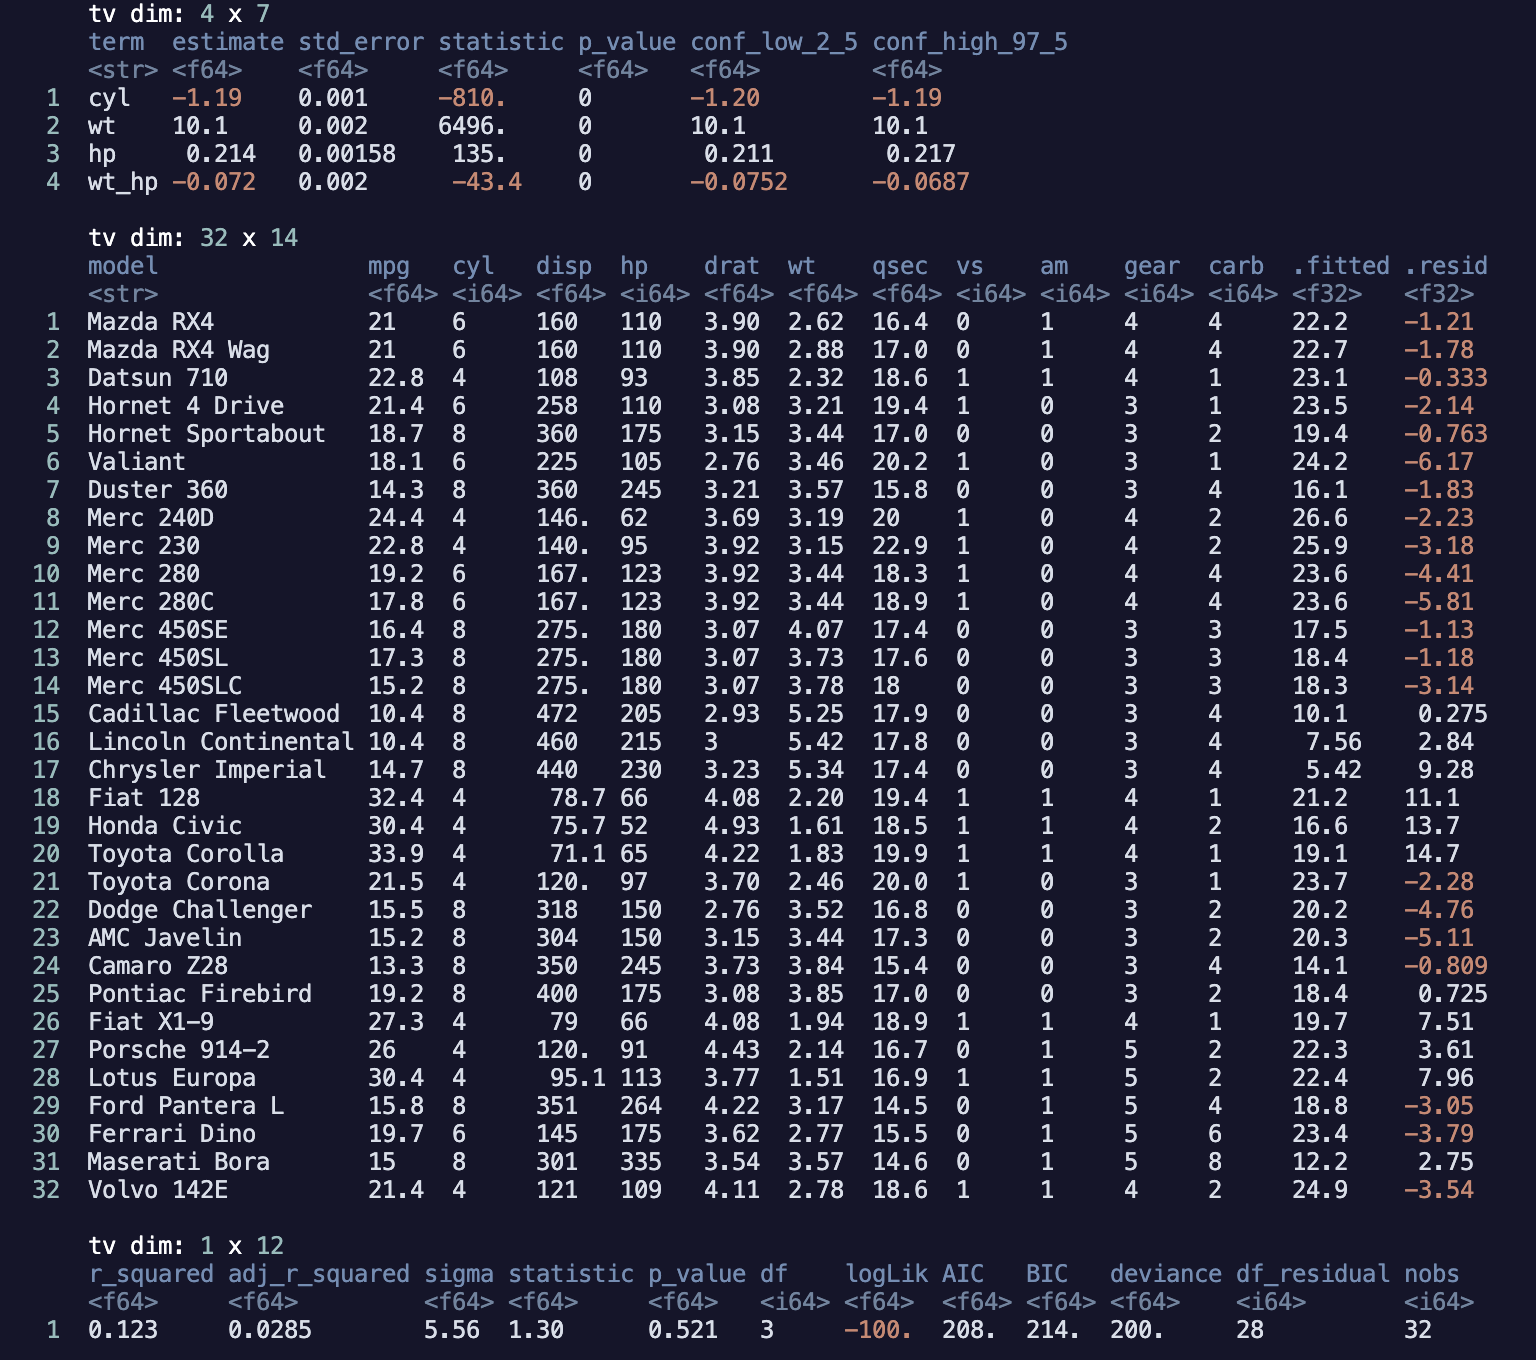 tv dim: 4 x 7
term estimate std_error statistic p_value conf_low_2_5 conf_high_97_5
<str> <f64> <f64> <f64> <f64> <f64> <f64>
1 cyl −1.19 0.001 −810. 0 −1.20 −1.19
2 wt 10.1 0.002 6496. 0 10.1 10.1
3 hp 0.214 0.00158 135. 0 0.211 0.217
4 wt_hp −0.072 0.002 −43.4 0 −0.0752 −0.0687
tv dim: 32 x 14
model mpg cyl disp hp drat wt qsec vs am gear carb .fitted .resid
<str> <f64> <i64> <f64> <i64> <f64> <f64> <f64> <i64> <i64> <i64> <i64> <f32> <f32>
1 Mazda RX4 21 6 160 110 3.90 2.62 16.4 0 1 4 4 22.2 −1.21
2 Mazda RX4 Wag 21 6 160 110 3.90 2.88 17.0 0 1 4 4 22.7 −1.78
3 Datsun 710 22.8 4 108 93 3.85 2.32 18.6 1 1 4 1 23.1 −0.333
4 Hornet 4 Drive 21.4 6 258 110 3.08 3.21 19.4 1 0 3 1 23.5 −2.14
5 Hornet Sportabout 18.7 8 360 175 3.15 3.44 17.0 0 0 3 2 19.4 −0.763
6 Valiant 18.1 6 225 105 2.76 3.46 20.2 1 0 3 1 24.2 −6.17
7 Duster 360 14.3 8 360 245 3.21 3.57 15.8 0 0 3 4 16.1 −1.83
8 Merc 240D 24.4 4 146. 62 3.69 3.19 20 1 0 4 2 26.6 −2.23
9 Merc 230 22.8 4 140. 95 3.92 3.15 22.9 1 0 4 2 25.9 −3.18
10 Merc 280 19.2 6 167. 123 3.92 3.44 18.3 1 0 4 4 23.6 −4.41
11 Merc 280C 17.8 6 167. 123 3.92 3.44 18.9 1 0 4 4 23.6 −5.81
12 Merc 450SE 16.4 8 275. 180 3.07 4.07 17.4 0 0 3 3 17.5 −1.13
13 Merc 450SL 17.3 8 275. 180 3.07 3.73 17.6 0 0 3 3 18.4 −1.18
14 Merc 450SLC 15.2 8 275. 180 3.07 3.78 18 0 0 3 3 18.3 −3.14
15 Cadillac Fleetwood 10.4 8 472 205 2.93 5.25 17.9 0 0 3 4 10.1 0.275
16 Lincoln Continental 10.4 8 460 215 3 5.42 17.8 0 0 3 4 7.56 2.84
17 Chrysler Imperial 14.7 8 440 230 3.23 5.34 17.4 0 0 3 4 5.42 9.28
18 Fiat 128 32.4 4 78.7 66 4.08 2.20 19.4 1 1 4 1 21.2 11.1
19 Honda Civic 30.4 4 75.7 52 4.93 1.61 18.5 1 1 4 2 16.6 13.7
20 Toyota Corolla 33.9 4 71.1 65 4.22 1.83 19.9 1 1 4 1 19.1 14.7
21 Toyota Corona 21.5 4 120. 97 3.70 2.46 20.0 1 0 3 1 23.7 −2.28
22 Dodge Challenger 15.5 8 318 150 2.76 3.52 16.8 0 0 3 2 20.2 −4.76
23 AMC Javelin 15.2 8 304 150 3.15 3.44 17.3 0 0 3 2 20.3 −5.11
24 Camaro Z28 13.3 8 350 245 3.73 3.84 15.4 0 0 3 4 14.1 −0.809
25 Pontiac Firebird 19.2 8 400 175 3.08 3.85 17.0 0 0 3 2 18.4 0.725
26 Fiat X1−9 27.3 4 79 66 4.08 1.94 18.9 1 1 4 1 19.7 7.51
27 Porsche 914−2 26 4 120. 91 4.43 2.14 16.7 0 1 5 2 22.3 3.61
28 Lotus Europa 30.4 4 95.1 113 3.77 1.51 16.9 1 1 5 2 22.4 7.96
29 Ford Pantera L 15.8 8 351 264 4.22 3.17 14.5 0 1 5 4 18.8 −3.05
30 Ferrari Dino 19.7 6 145 175 3.62 2.77 15.5 0 1 5 6 23.4 −3.79
31 Maserati Bora 15 8 301 335 3.54 3.57 14.6 0 1 5 8 12.2 2.75
32 Volvo 142E 21.4 4 121 109 4.11 2.78 18.6 1 1 4 2 24.9 −3.54
tv dim: 1 x 12
r_squared adj_r_squared sigma statistic p_value df logLik AIC BIC deviance df_residual nobs
<f64> <f64> <f64> <f64> <f64> <i64> <f64> <f64> <f64> <f64> <i64> <i64>
1 0.123 0.0285 5.56 1.30 0.521 3 −100. 208. 214. 200. 28 32